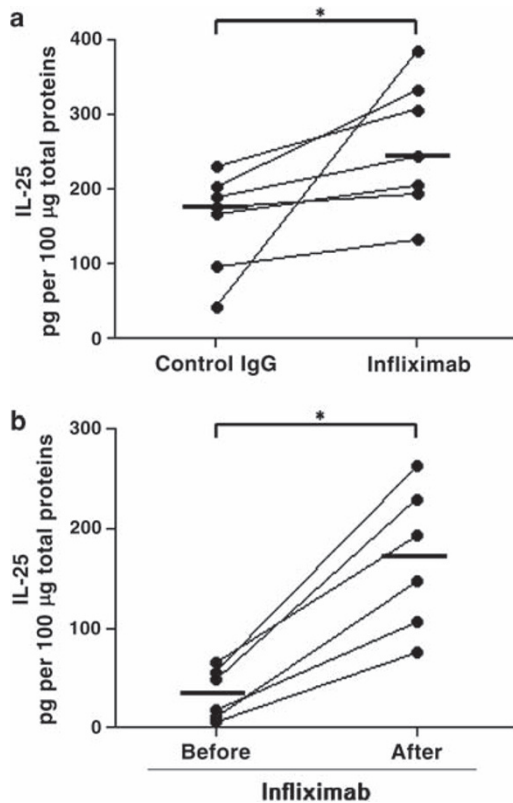 a
*
IL-25
pg per 100 µg total proteins
400
300
200
100
0
Control IgG Infliximab
b
*
IL-25
pg per 100 µg total proteins
300
200
100
0
Before After
Infliximab